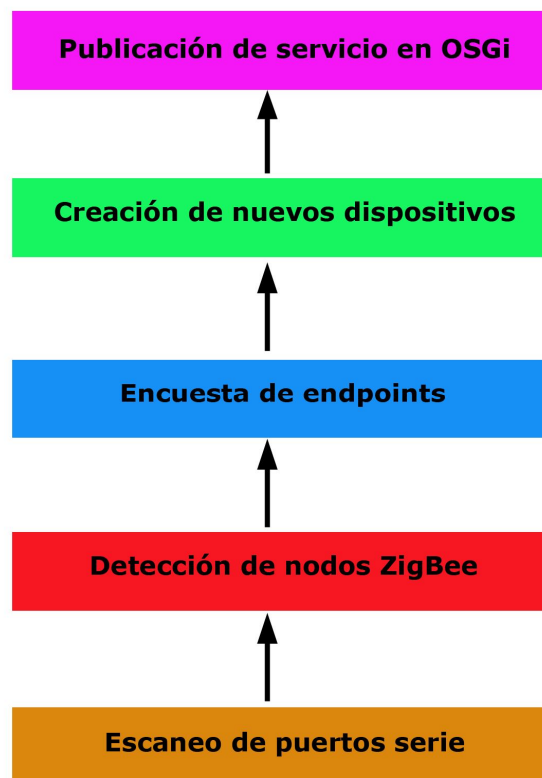 Publicación de servicio en OSGi
Creación de nuevos dispositivos
Encuesta de endpoints
Detección de nodos ZigBee
Escaneo de puertos serie